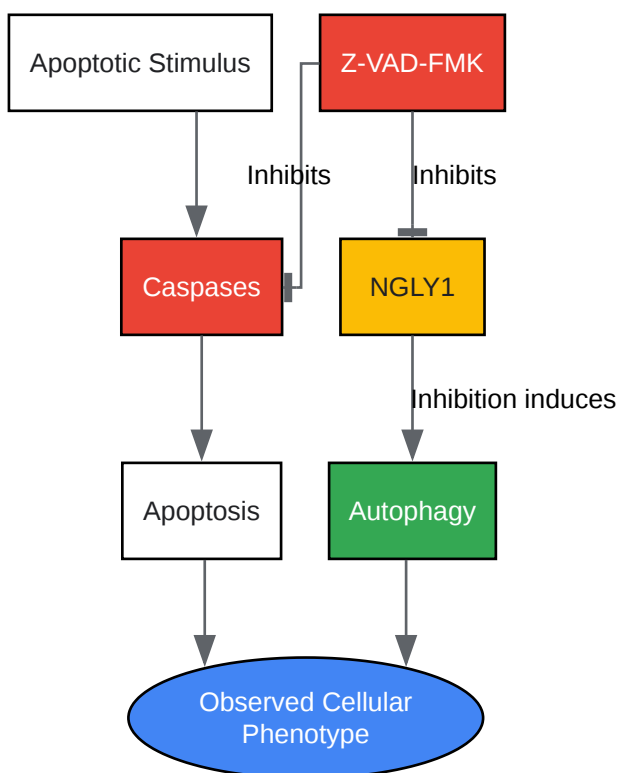 Apoptotic Stimulus
Z-VAD-FMK
Inhibits
Inhibits
Caspases
NGLY1
Inhibition induces
Apoptosis
Autophagy
Observed Cellular
Phenotype